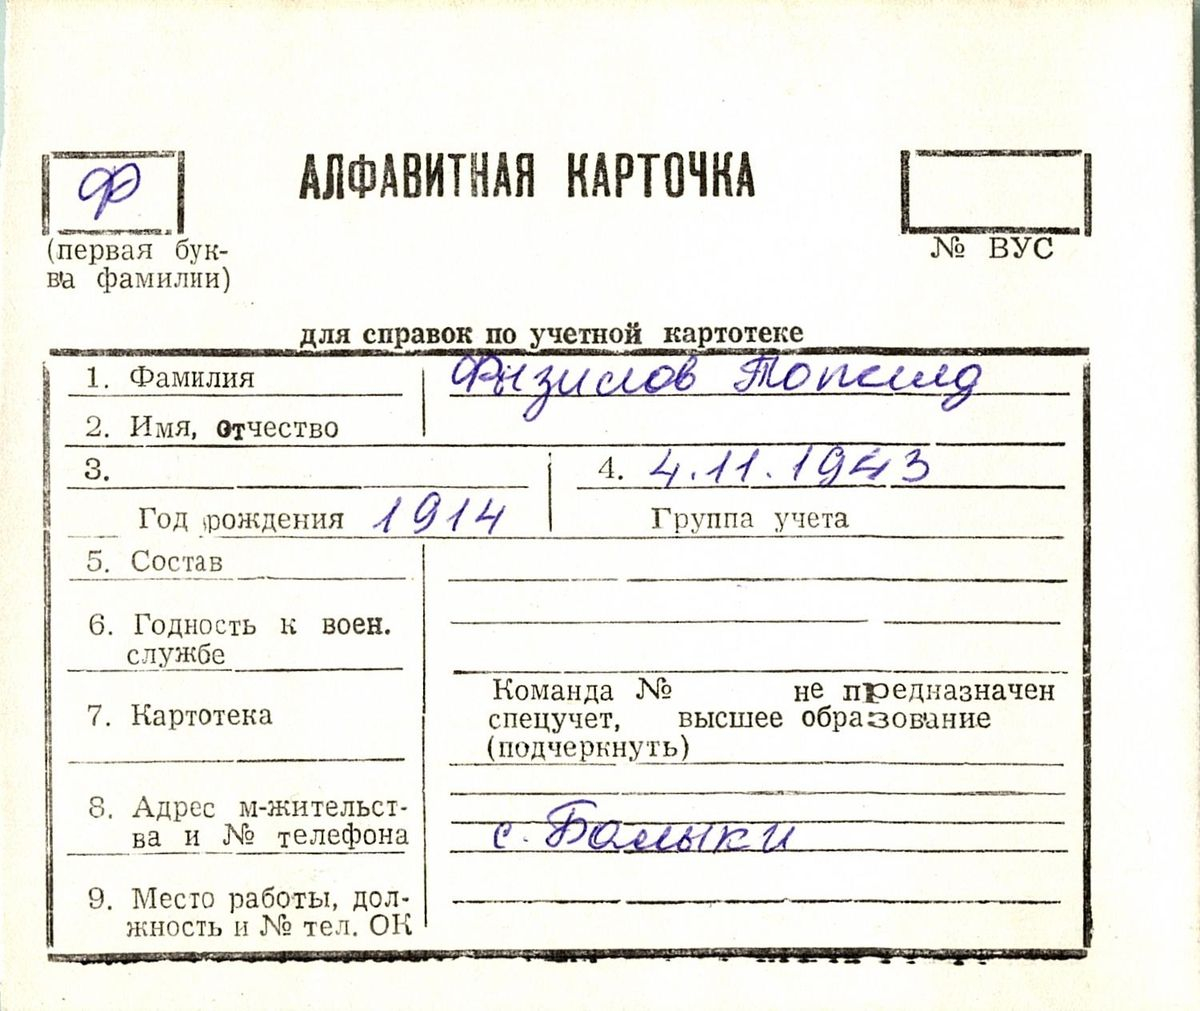 Ф
АЛФАВИТНАЯ КАРТОЧКА
(первая бук-
ва фамилии)
№ ВУС
для справок по учетной картотеке
1. Фамилия Физилов
2. Имя, отчество
3.
4. 4.11.1943
Год рождения 1914
Группа учета
5. Состав
6. Годность к воен.
службе
7. Картотека
Команда № не предназначен
спецучет, высшее образование
(подчеркнуть)
8. Адрес м-жительст-
ва и № телефона
с. Балыки
9. Место работы, дол-
жность и № тел. ОК